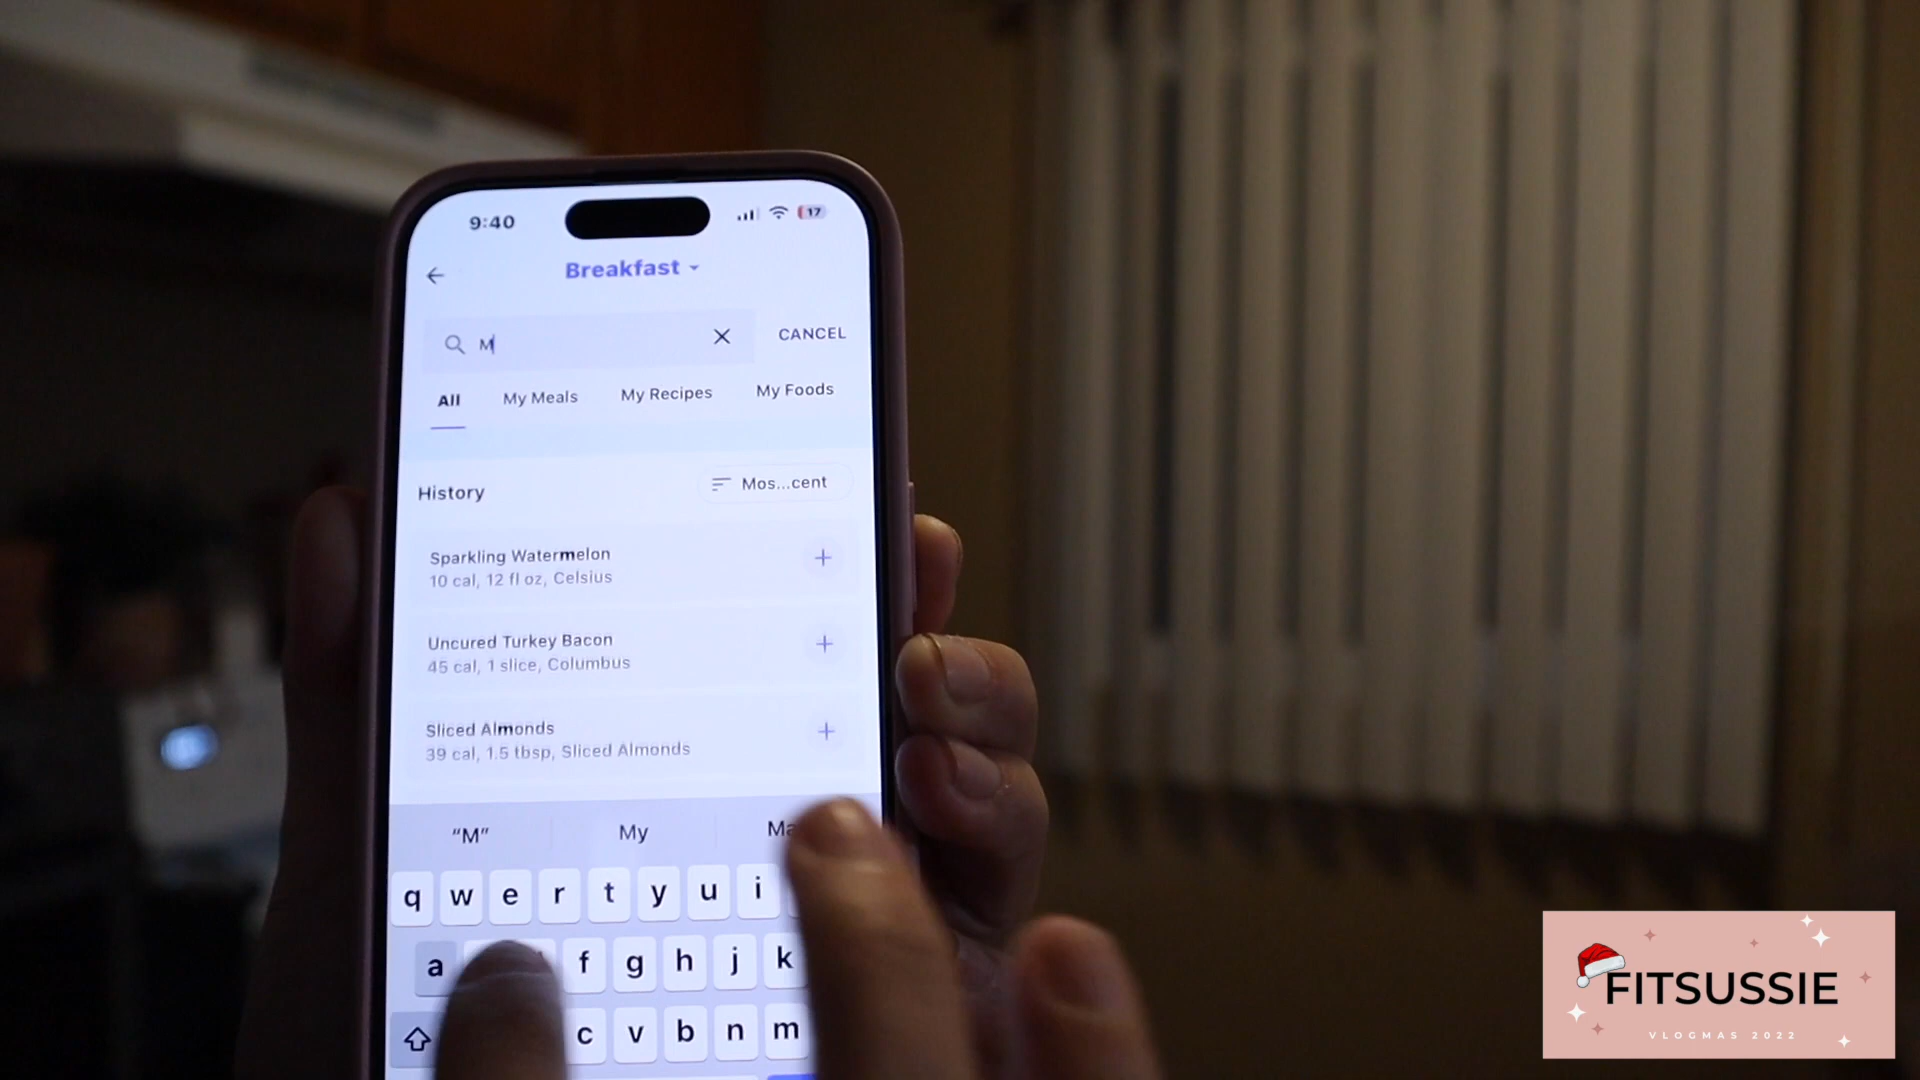 9:40
17
Breakfast
M
CANCEL
All
My Meals
My Recipes
My Foods
History
Mos...cent
Sparkling Watermelon
10 cal, 12 fl oz, Celsius
Uncured Turkey Bacon
45 cal, 1 slice, Columbus
Sliced Almonds
39 cal, 1.5 tbsp, Sliced Almonds
“M”
My
q w e r t y u i
a f g h j k
c v b n m
FITSUSSIE
VLOGMAS 2022